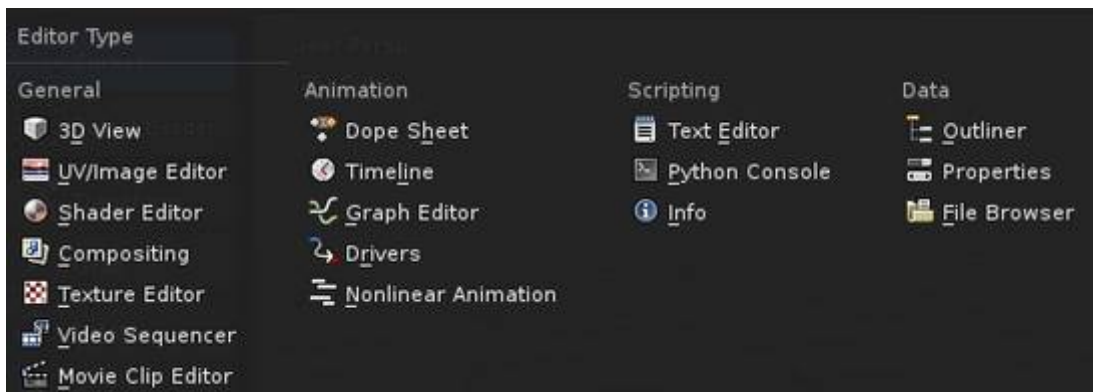 Editor Type
General
3D View
UV/Image Editor
Shader Editor
Compositing
Texture Editor
Video Sequencer
Movie Clip Editor
Animation
Dope Sheet
Timeline
Graph Editor
Drivers
Nonlinear Animation
Scripting
Text Editor
Python Console
Info
Data
Outliner
Properties
File Browser